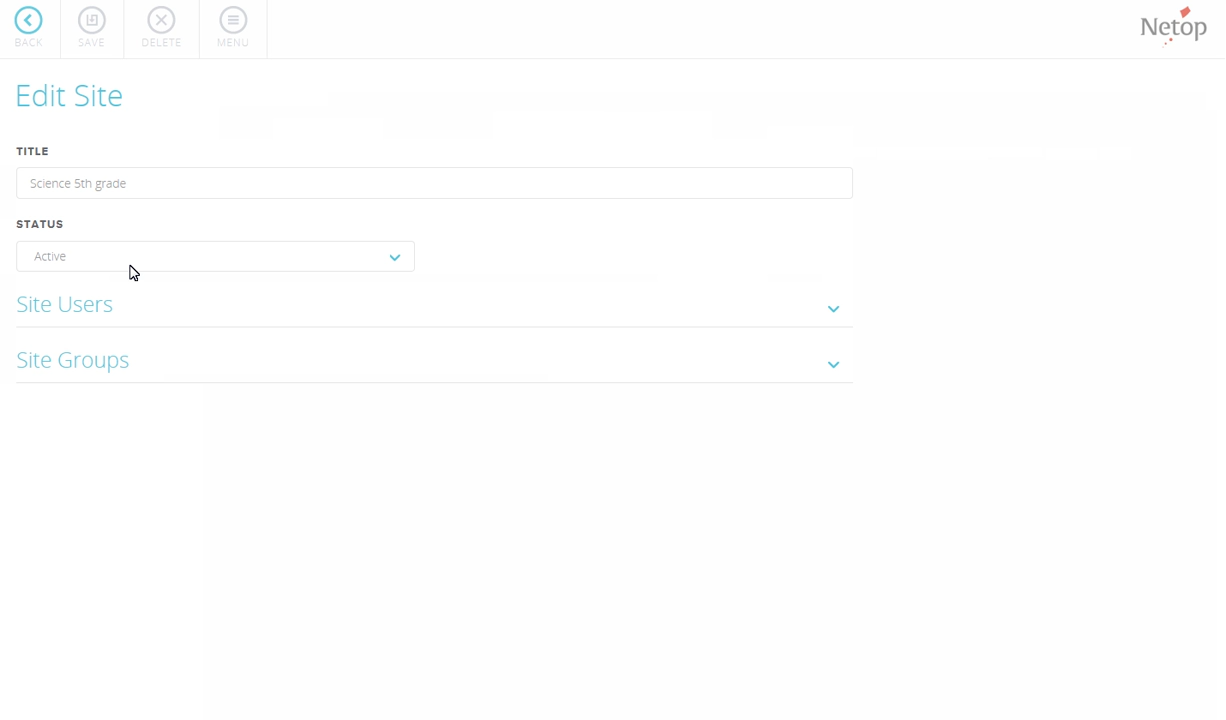 BACK SAVE DELETE MENU
Netop
Edit Site
TITLE
Science 5th grade
STATUS
Active
Site Users
Site Groups